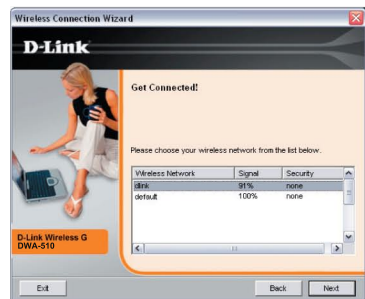 Wireless Connection Wizard
D-Link
Get Connected!
Please choose your wireless network from the list below.
Wireless Network Signal Security
dlink 91% none
default 100% none
D-Link Wireless G
DWA-510
Exit Back Next